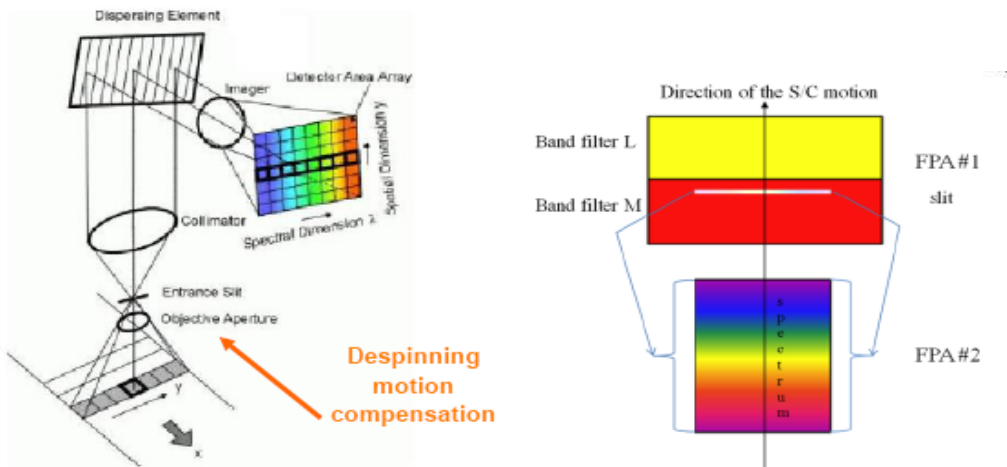 Dispersing Element
Imager
Detector Area Array
Spatial Dimension y
Spectral Dimension λ
Collimator
Entrance Slit
Objective Aperture
y
x
Despinning
motion
compensation
Direction of the S/C motion
Band filter L
FPA#1
slit
Band filter M
spectrum
FPA#2